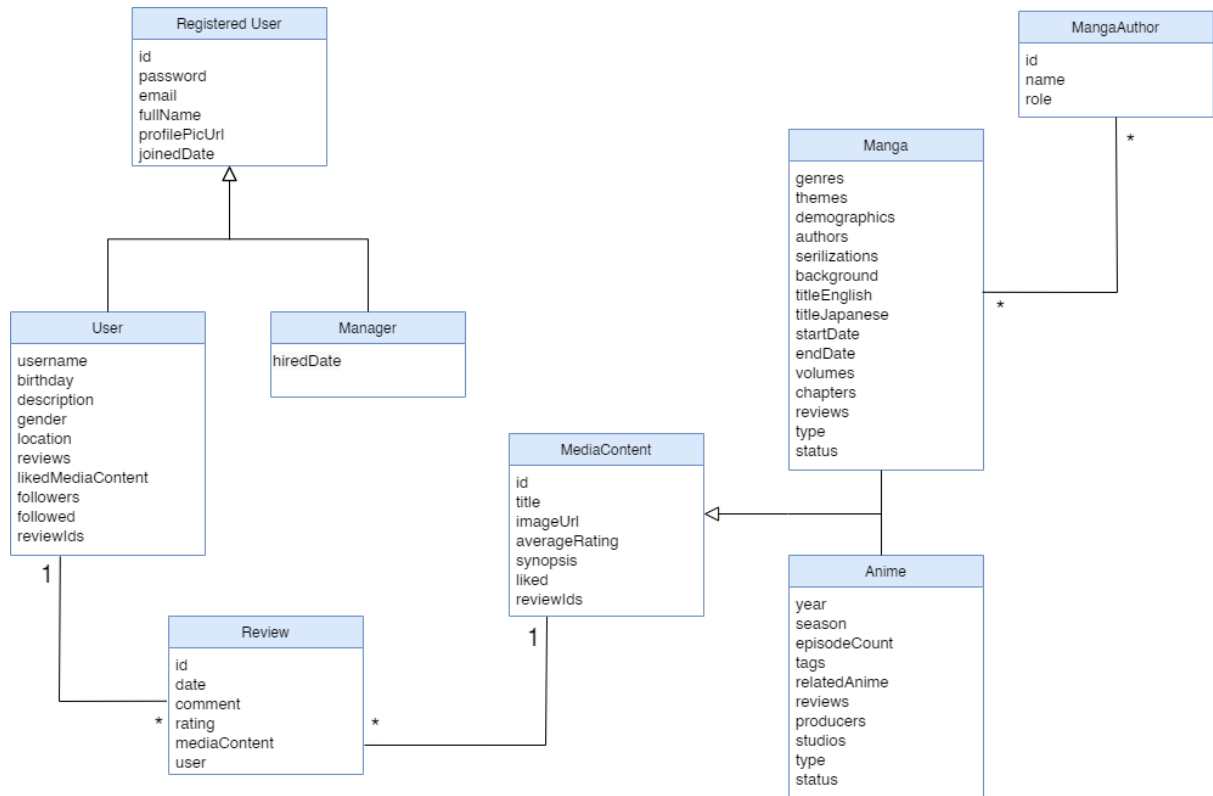 Registered User
id
password
email
fullName
profilePicUrl
joinedDate
MangaAuthor
id
name
role
*
Manga
genres
themes
demographics
authors
serilizations
background
titleEnglish
titleJapanese
startDate
endDate
volumes
chapters
reviews
type
status
*
User
username
birthday
description
gender
location
reviews
likedMediaContent
followers
followed
reviewIds
1
Manager
hiredDate
MediaContent
id
title
imageUrl
averageRating
synopsis
liked
reviewIds
1
Anime
year
season
episodeCount
tags
relatedAnime
reviews
producers
studios
type
status
Review
id
date
comment
rating
mediaContent
user
*
*